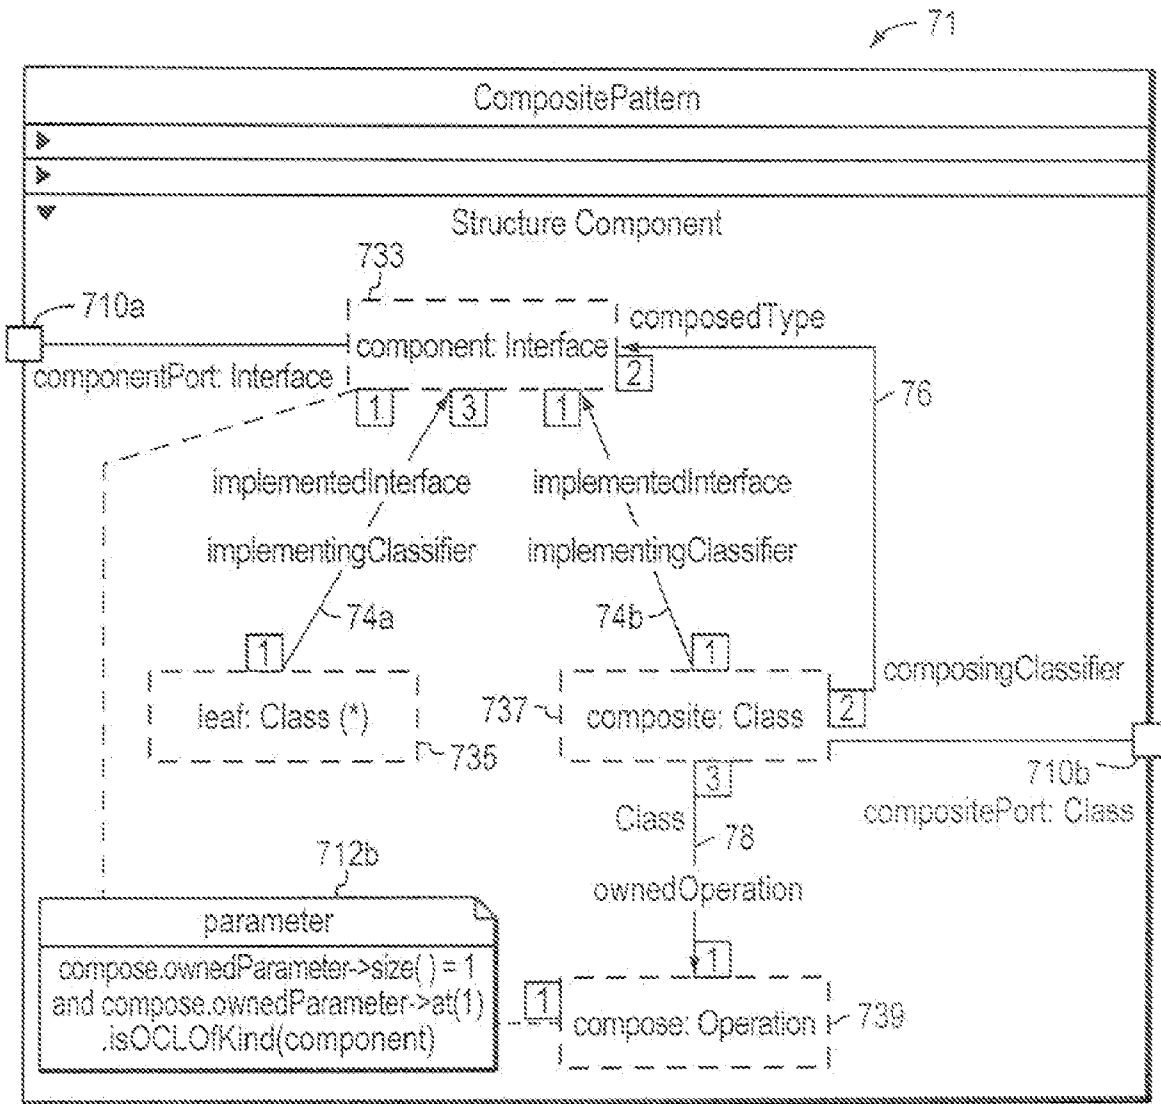 71
CompositePattern
Structure Component
733
710a
component: Interface
composedType
2
componentPort: Interface
1
3
1
76
implementedInterface
implementedInterface
implementingClassifier
implementingClassifier
74a
74b
1
1
composingClassifier
leaf: Class (*)
737
composite: Class
2
735
710b
3
compositePort: Class
Class
78
712b
ownedOperation
parameter
1
compose.ownedParameter->size( ) = 1
and compose.ownedParameter->at(1)
.isOCLOfKind(component)
1
compose: Operation
739